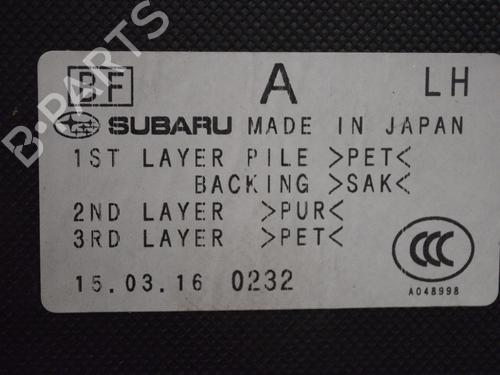 BF A LH
SUBARU MADE IN JAPAN
1ST LAYER PILE >PET<
BACKING >SAK<
2ND LAYER >PUR<
3RD LAYER >PET<
15.03.16 0232
CCC
A048998
B-PARTS